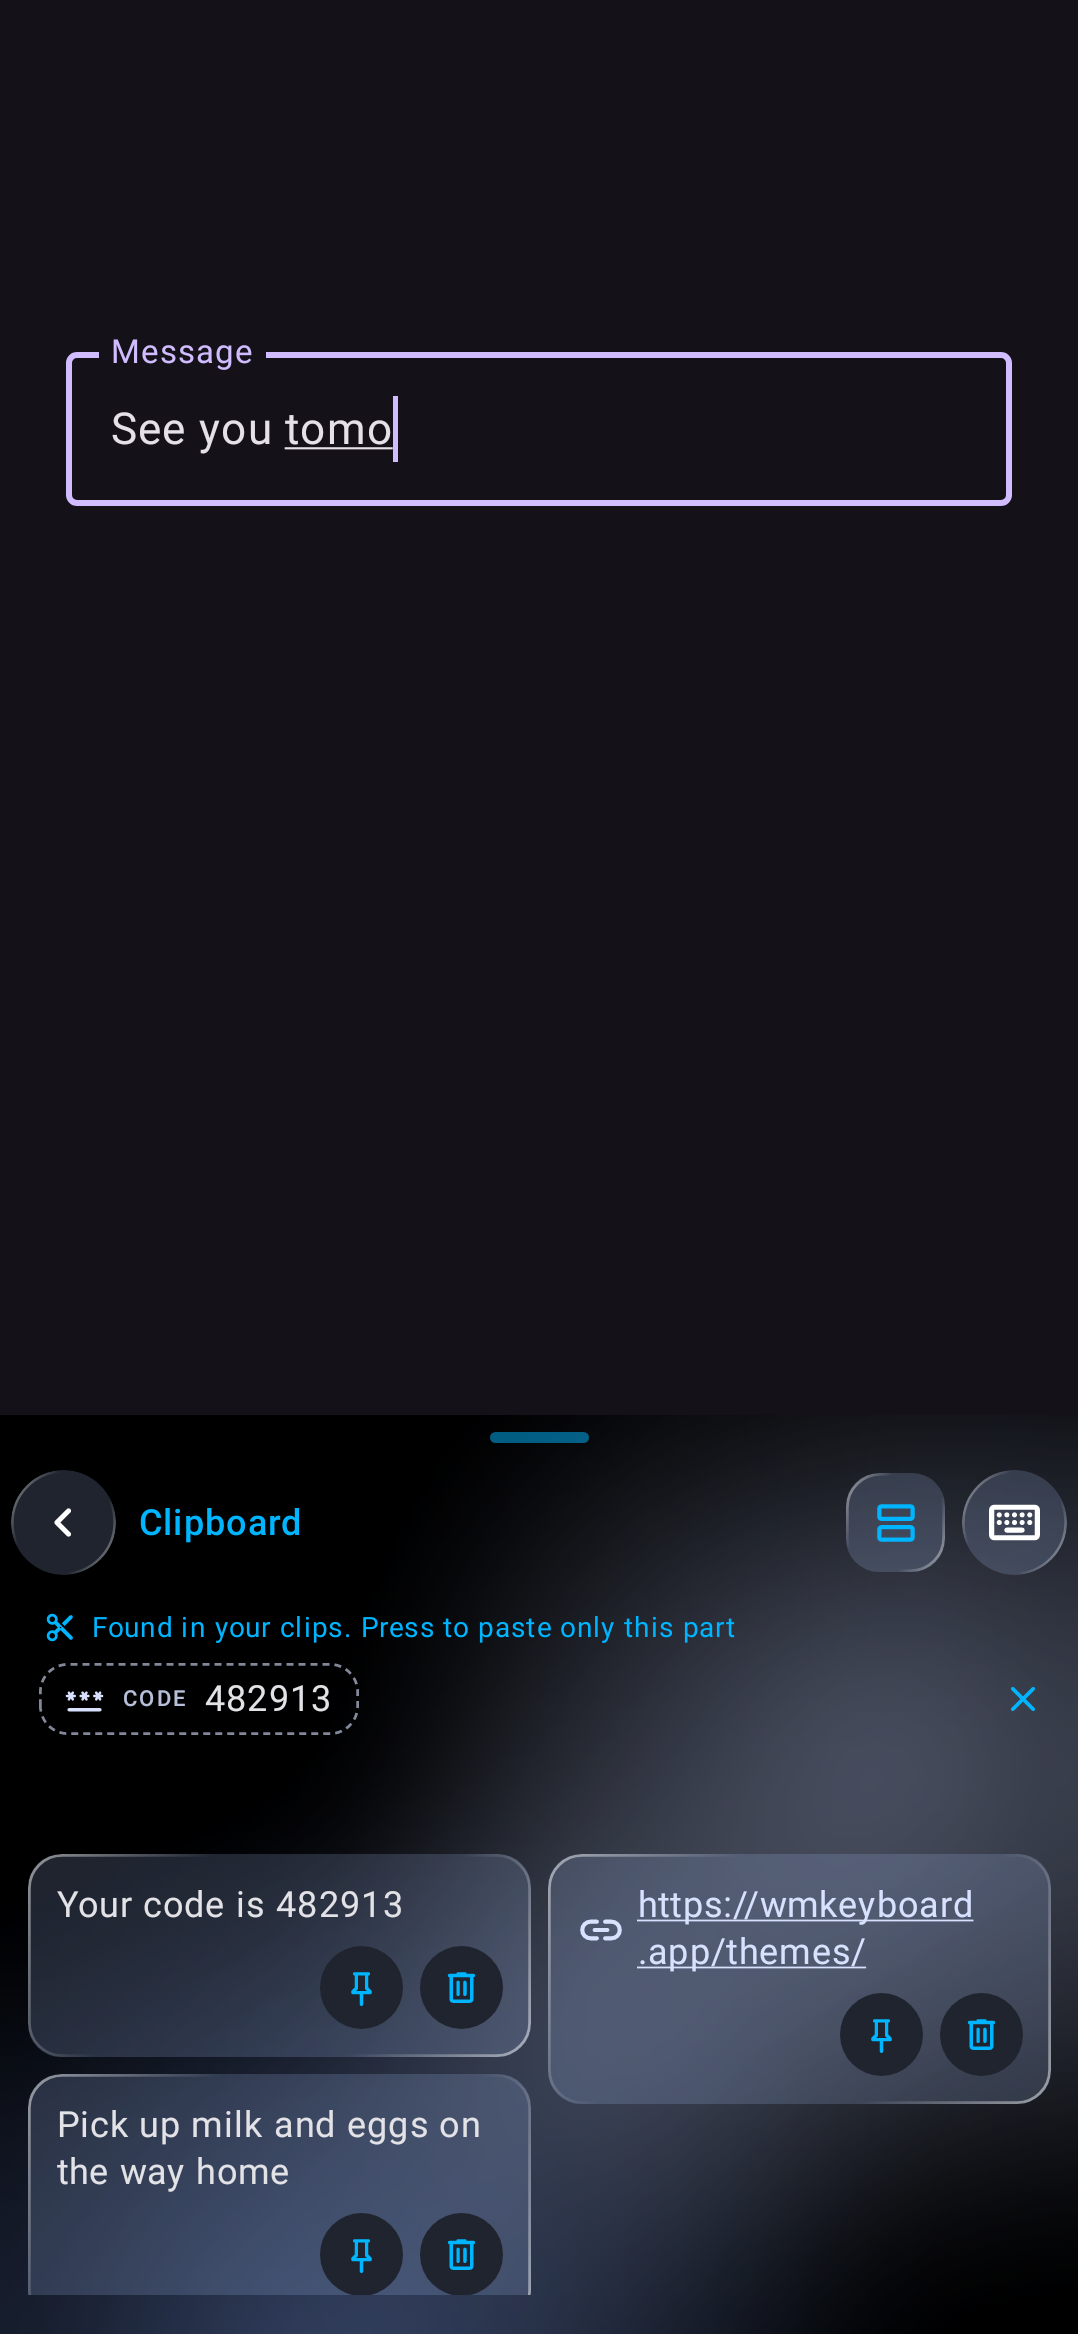 Message
See you tomo
Clipboard
Found in your clips. Press to paste only this part
*** CODE 482913
Your code is 482913
https://wmkeyboard
.app/themes/
Pick up milk and eggs on
the way home